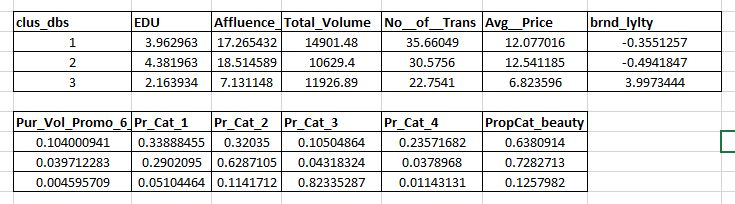 clus_dbs EDU Affluence_ Total_Volume No__of__Trans Avg__Price brnd_lylty
1 3.962963 17.265432 14901.48 35.66049 12.077016 -0.3551257
2 4.381963 18.514589 10629.4 30.5756 12.541185 -0.4941847
3 2.163934 7.131148 11926.89 22.7541 6.823596 3.9973444
Pur_Vol_Promo_6_ Pr_Cat_1 Pr_Cat_2 Pr_Cat_3 Pr_Cat_4 PropCat_beauty
0.104000941 0.33888455 0.32035 0.10504864 0.23571682 0.6380914
0.039712283 0.2902095 0.6287105 0.04318324 0.0378968 0.7282713
0.004595709 0.05104464 0.1141712 0.82335287 0.01143131 0.1257982